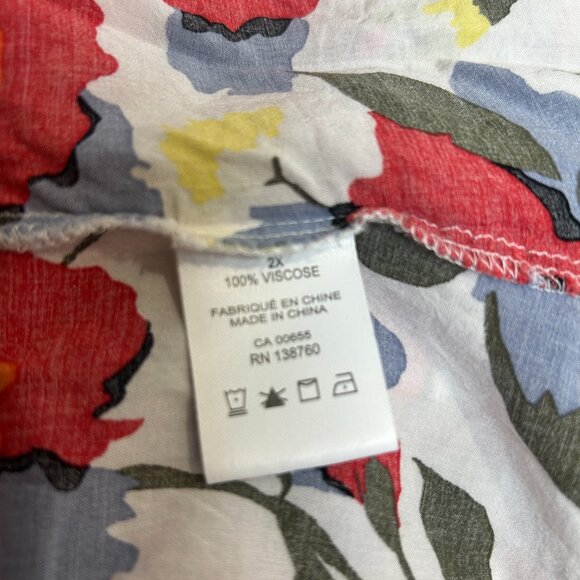 2X
100% VISCOSE
FABRIQUÉ EN CHINE
MADE IN CHINA
CA 00655
RN 138760